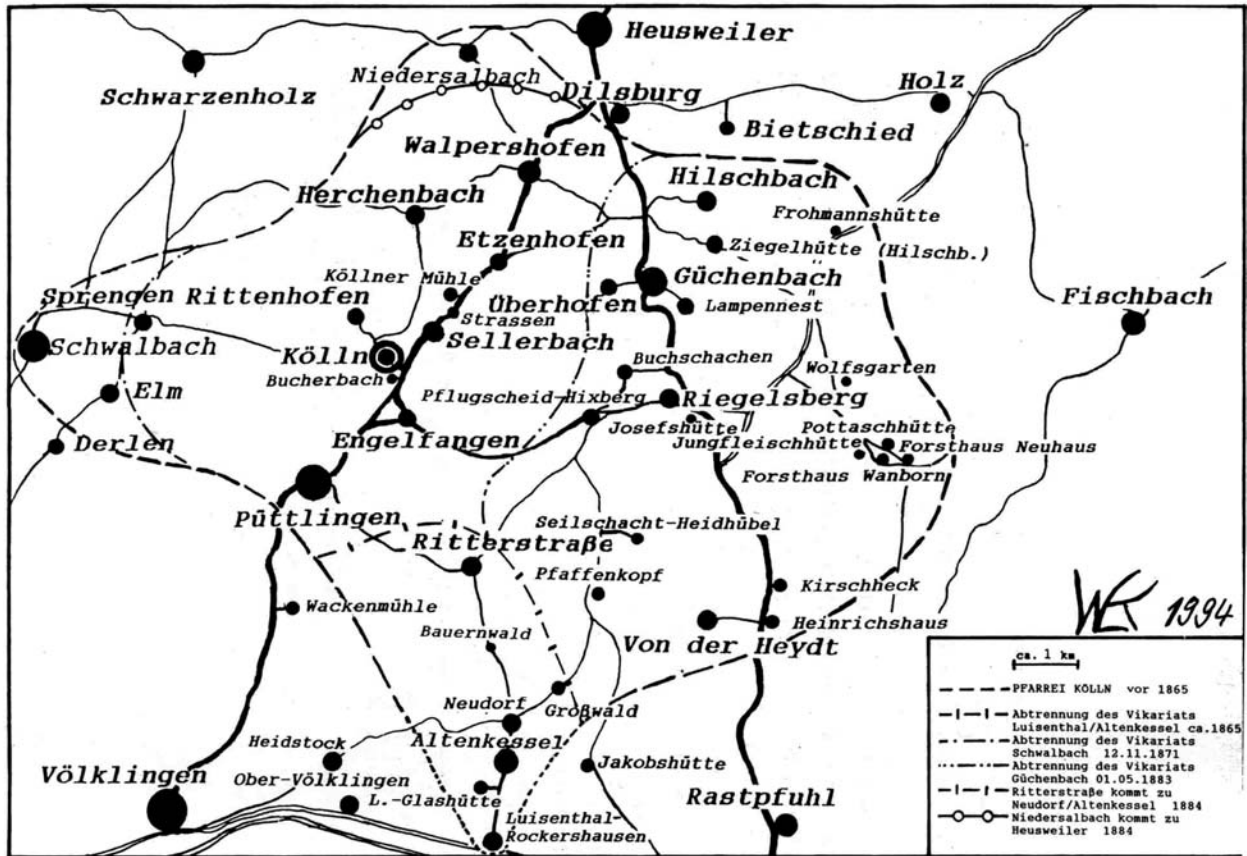 Heusweiler
Niedersalbach
Schwarzenholz
Dilsburg
Holz
Bietschied
Walpershofen
Herchenbach
Hilschbach
Frohmannshütte
Etzenhofen
Ziegelhütte (Hilschb.)
Köllner Mühle
Güchenbach
Sprengen
Rittenhofen
Überhofen
Lampennest
Fischbach
Strassen
Schwalbach
Kölln
Sellerbach
Buchschachen
Bucherbach
Wolfsgarten
Elm
Pflugscheid-Hixberg
Riegelsberg
Derlen
Engelfangen
Josefshütte
Pottaschhütte
Jungfleischhütte
Forsthaus Neuhaus
Forsthaus Wanborn
Püttlingen
Seilschacht-Heidhübel
Ritterstraße
Pfaffenkopf
Kirschheck
Wackenmühle
Heinrichshaus
Bauernwald
Von der Heydt
Neudorf
Großwald
Heidstock
Altenkessel
Jakobshütte
Völklingen
Ober-Völklingen
L.-Glashütte
Rastpfuhl
Luisenthal-
Rockershausen
1994
ca. 1 km
PFARREI KÖLLN vor 1865
Abtrennung des Vikariats
Luisenthal/Altenkessel ca.1865
Abtrennung des Vikariats
Schwalbach 12.11.1871
Abtrennung des Vikariats
Güchenbach 01.05.1883
Ritterstraße kommt zu
Neudorf/Altenkessel 1884
Niedersalbach kommt zu
Heusweiler 1884